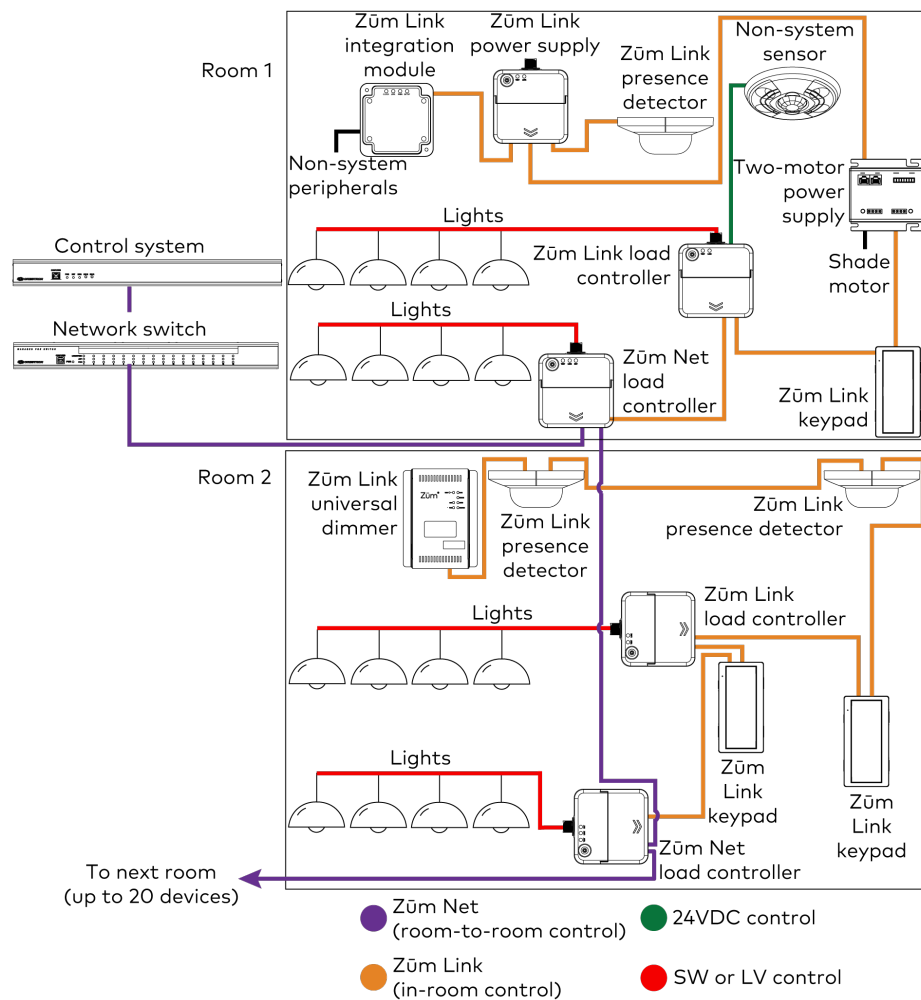 Room 1
Zūm Link
integration
module
Zūm Link
power supply
Zūm Link
presence
detector
Non-system
sensor
Non-system
peripherals
Two-motor
power
supply
Lights
Zūm Link load
controller
Shade
motor
Control system
Network switch
Lights
Zūm Net
load
controller
Zūm Link
keypad
Room 2
Zūm Link
universal
dimmer
Zūm
Zūm Link
presence
detector
Zūm Link
presence detector
Lights
Zūm Link
load controller
Zūm
Link
keypad
Zūm
Link
keypad
Lights
Zūm Net
load controller
To next room
(up to 20 devices)
Zūm Net
(room-to-room control)
24VDC control
Zūm Link
(in-room control)
SW or LV control